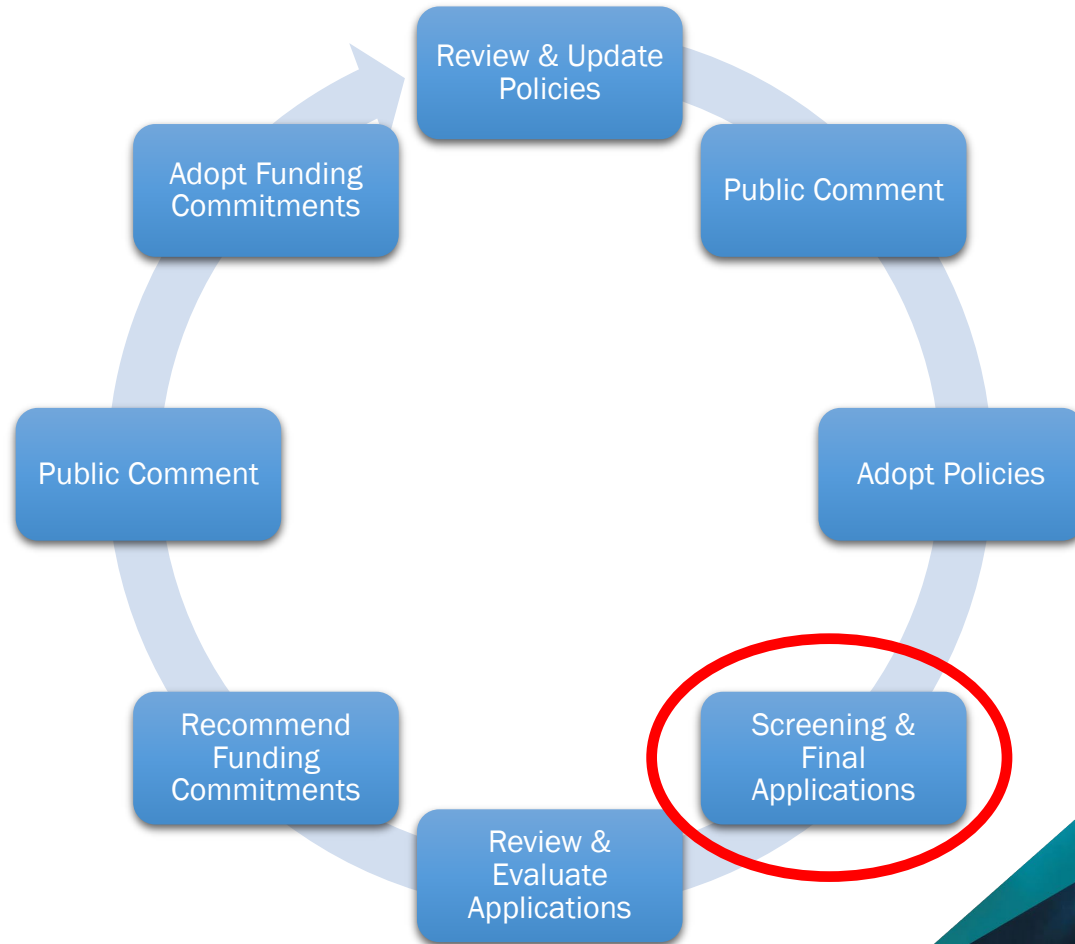 Review & Update
Policies
Public Comment
Adopt Policies
Screening &
Final
Applications
Review &
Evaluate
Applications
Recommend
Funding
Commitments
Public Comment
Adopt Funding
Commitments